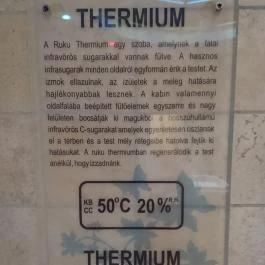 THERMIUM
A Ruku Thermium egy szoba, amelynek a falai
infravörös sugarakkal vannak fűtve. A hasznos
infrasugarak minden oldalról egyformán érik a testet. Az
izmok ellazulnak, az izületek a meleg hatására
hajlékonyabbak lesznek. A kabin valamennyi
oldalfalába beépített fűtőelemek egyszerre és nagy
felületen bocsátják ki magukból a hosszúhullámú
infravörös C-sugarakat amelyek egyenletesen oszlanak
el a térben és a test mély rétegeibe hatolva fejtik ki
hatásukat. A ruku thermiumban regenerálódik a test
anélkül, hogy izzadnánk.
KB
CC 50°C 20%R.H.
THERMIUM